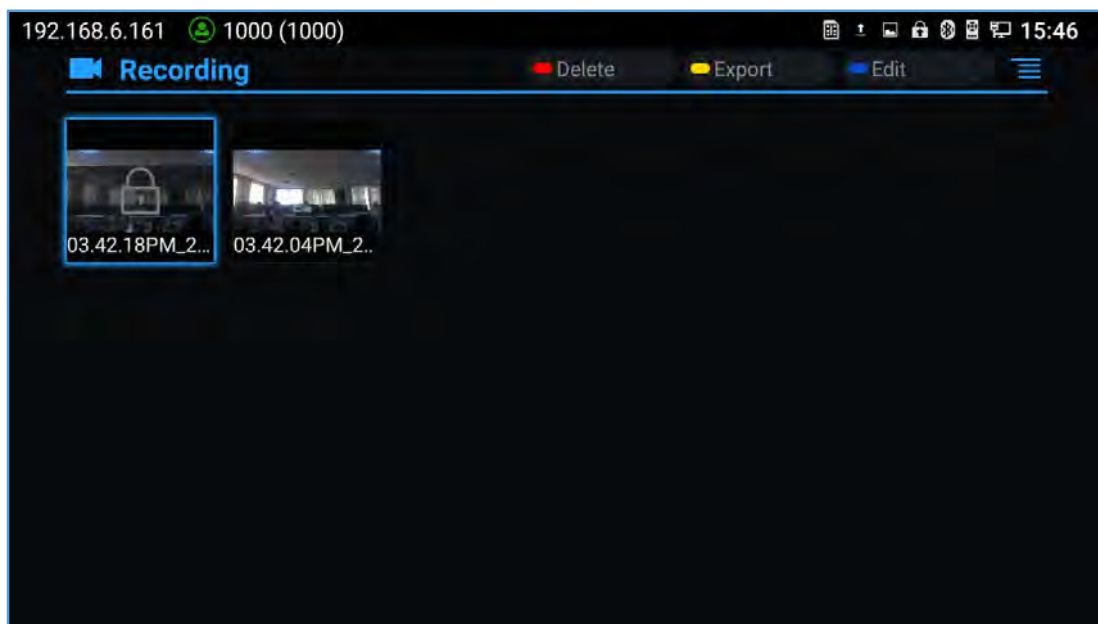 192.168.6.161 1000 (1000) 15:46
Recording Delete Export Edit
03.42.18PM_2... 03.42.04PM_2..